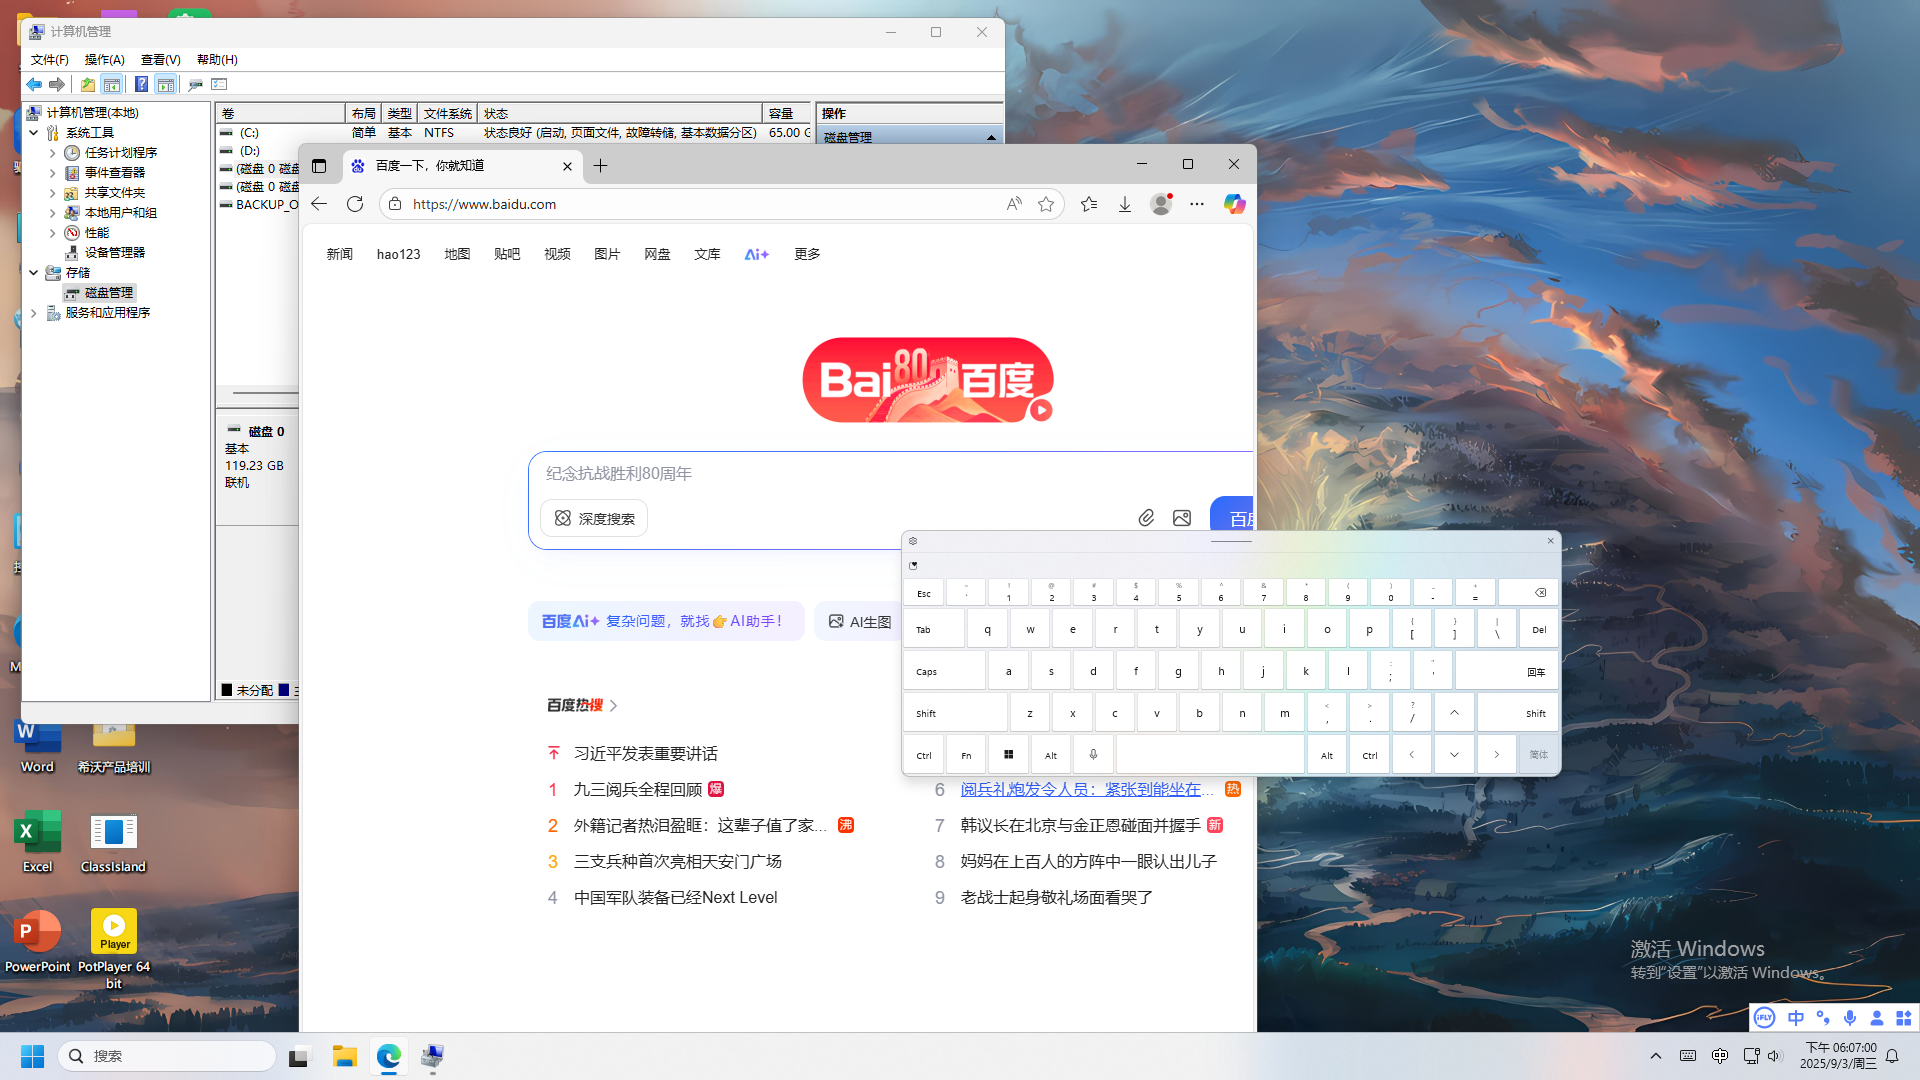 计算机管理
文件(F) 操作(A) 查看(V) 帮助(H)
计算机管理(本地)
系统工具
任务计划程序
事件查看器
共享文件夹
本地用户和组
性能
设备管理器
存储
磁盘管理
服务和应用程序
卷 布局 类型 文件系统 状态 容量
(C:) 简单 基本 NTFS 状态良好 (启动, 页面文件, 故障转储, 基本数据分区) 65.00 G
(D:)
(磁盘 0 磁盘
(磁盘 0 磁盘
BACKUP_O
操作
磁盘管理
磁盘 0
基本
119.23 GB
联机
未分配
百度一下，你就知道
https://www.baidu.com
新闻 hao123 地图 贴吧 视频 图片 网盘 文库 Ai+ 更多
Bai 80 百度
纪念抗战胜利80周年
深度搜索
百度
百度Ai+ 复杂问题，就找👉AI助手！
AI生图
百度热搜
习近平发表重要讲话
1 九三阅兵全程回顾 爆
2 外籍记者热泪盈眶：这辈子值了家... 沸
3 三支兵种首次亮相天安门广场
4 中国军队装备已经Next Level
6 阅兵礼炮发令人员：紧张到能坐在... 热
7 韩议长在北京与金正恩碰面并握手 新
8 妈妈在上百人的方阵中一眼认出儿子
9 老战士起身敬礼场面看哭了
Esc ~ ` ! 1 @ 2 # 3 $ 4 % 5 ^ 6 & 7 * 8 ( 9 ) 0 _ - + =
Tab q w e r t y u i o p { [ } ] | \ Del
Caps a s d f g h j k l : ; " ' 回车
Shift z x c v b n m < , > . ? / Shift
Ctrl Fn Alt Alt Ctrl 简体
Word
希沃产品培训
Excel
ClassIsland
PowerPoint
Player
PotPlayer 64 bit
激活 Windows
转到"设置"以激活 Windows。
iFLY 中
搜索
中
下午 06:07:00
2025/9/3/周三